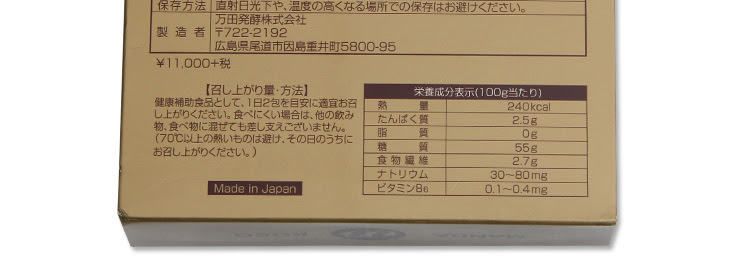 保存方法 直射日光下や、温度の高くなる場所での保存はお避けください。
製造者 万田発酵株式会社
〒722-2192
広島県尾道市因島重井町5800-95
¥11,000+税
【召し上がり量・方法】
健康補助食品として、1日2包を目安に適宜お召
し上がりください。食べにくい場合は、他の飲み
物、食べ物に混ぜても差し支えございません。
(70℃以上の熱いものは避け、その日のうちに
お召し上がりください。)
Made in Japan
栄養成分表示(100g当たり)
熱量 240kcal
たんぱく質 2.5g
脂質 0g
糖質 55g
食物繊維 2.7g
ナトリウム 30〜80mg
ビタミンB6 0.1〜0.4mg
MANDA KOSO